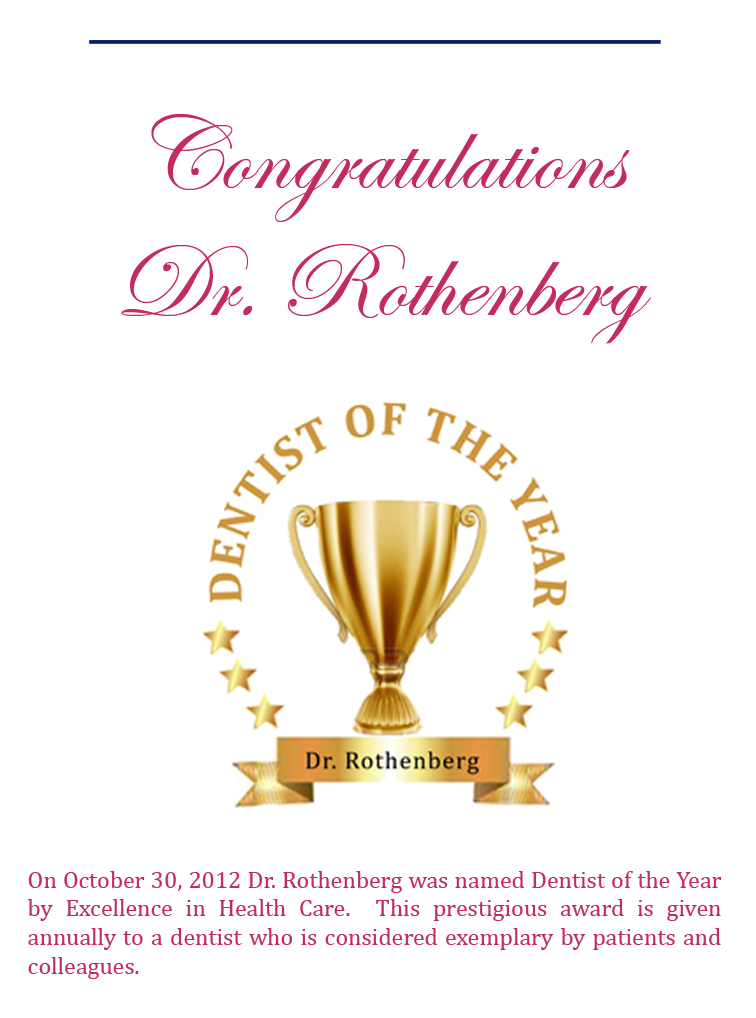 Congratulations
Dr. Rothenberg
DENTIST OF THE YEAR
Dr. Rothenberg
On October 30, 2012 Dr. Rothenberg was named Dentist of the Year
by Excellence in Health Care.  This prestigious award is given
annually to a dentist who is considered exemplary by patients and
colleagues.